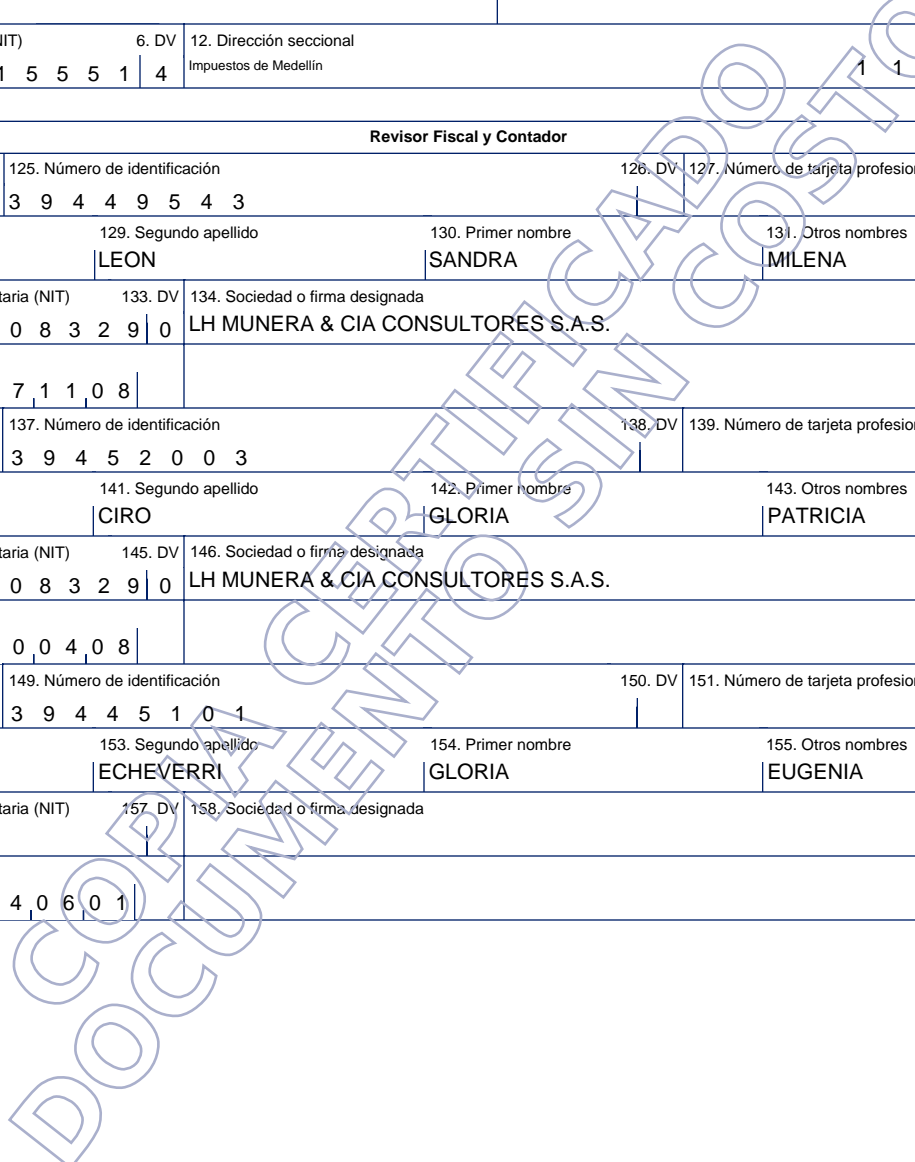 IT) 6. DV 12. Dirección seccional
1 5 5 5 1 4 Impuestos de Medellín 1 1
Revisor Fiscal y Contador
125. Número de identificación 126. DV 127. Número de tarjeta profesion
3 9 4 4 9 5 4 3
129. Segundo apellido 130. Primer nombre 131. Otros nombres
LEON SANDRA MILENA
taria (NIT) 133. DV 134. Sociedad o firma designada
0 8 3 2 9 0 LH MUNERA & CIA CONSULTORES S.A.S.
7 1 1 0 8
137. Número de identificación 138. DV 139. Número de tarjeta profesion
3 9 4 5 2 0 0 3
141. Segundo apellido 142. Primer nombre 143. Otros nombres
CIRO GLORIA PATRICIA
taria (NIT) 145. DV 146. Sociedad o firma designada
0 8 3 2 9 0 LH MUNERA & CIA CONSULTORES S.A.S.
0 0 4 0 8
149. Número de identificación 150. DV 151. Número de tarjeta profesion
3 9 4 4 5 1 0 1
153. Segundo apellido 154. Primer nombre 155. Otros nombres
ECHEVERRI GLORIA EUGENIA
taria (NIT) 157. DV 158. Sociedad o firma designada
4 0 6 0 1
COPIA CERTIFICADO
DOCUMENTO SIN COSTO